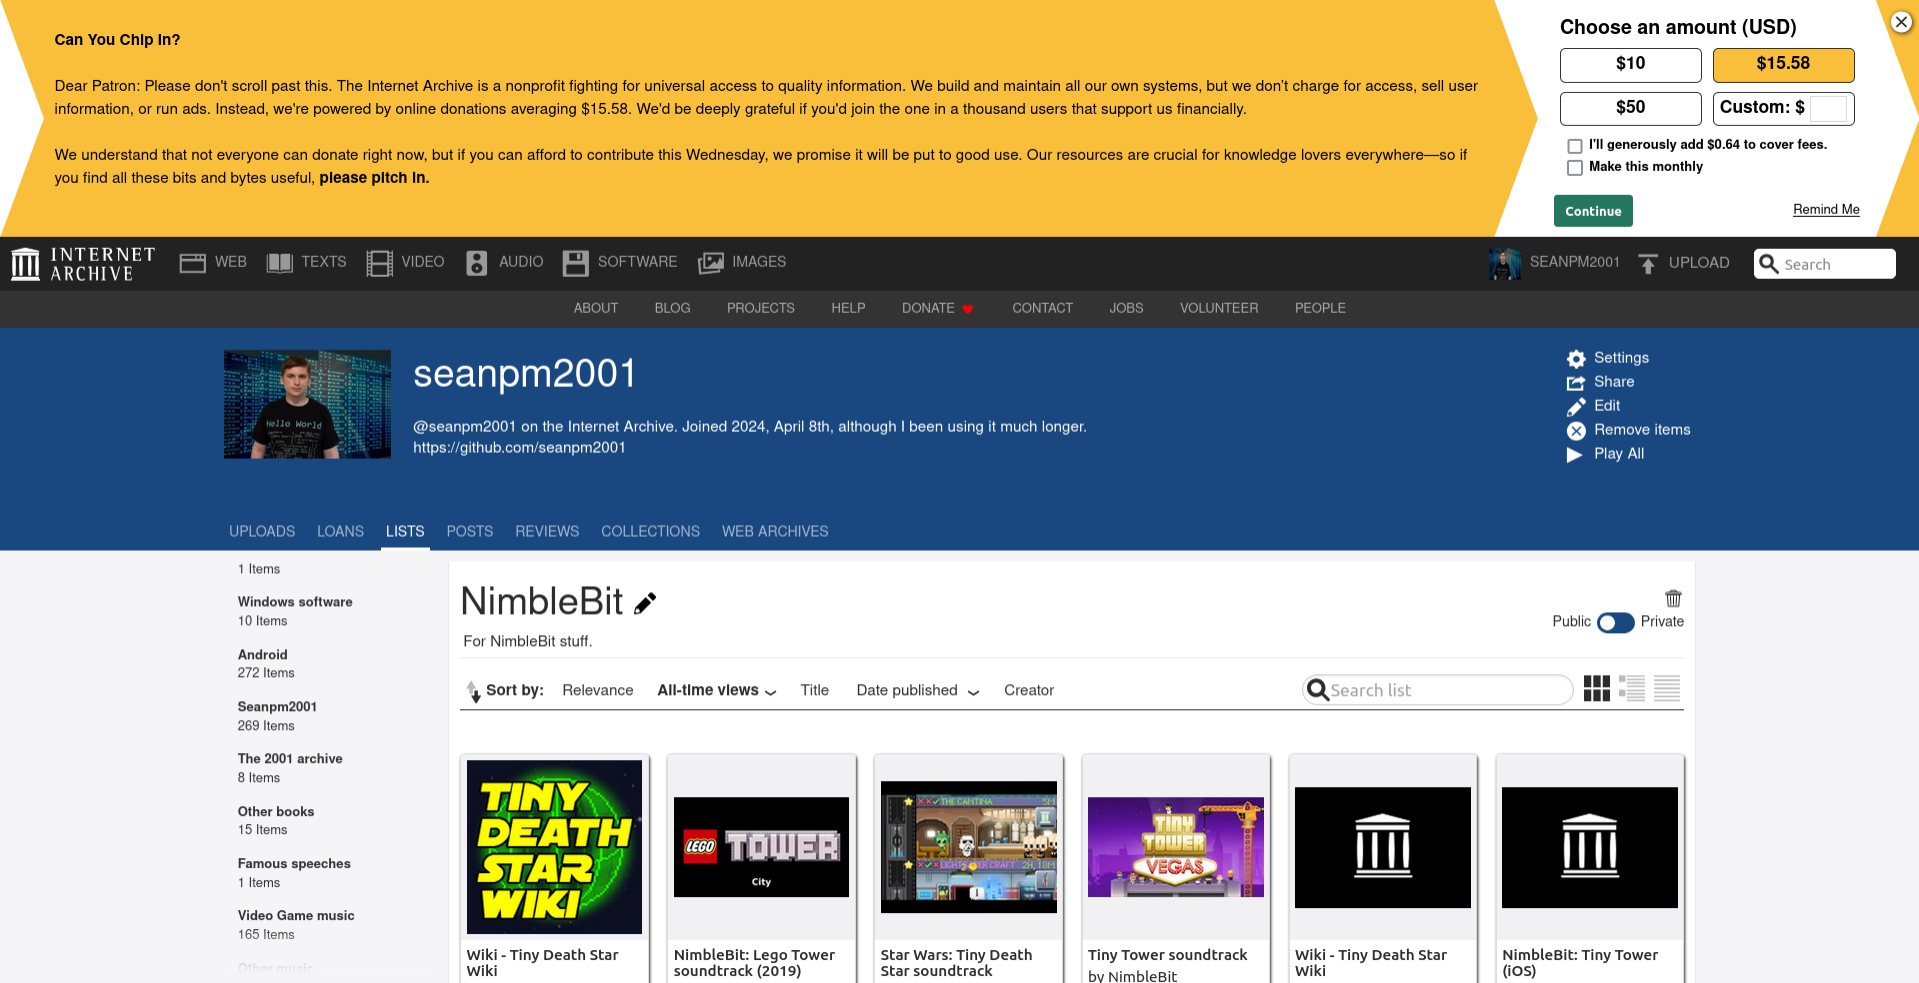 Can You Chip In?
Dear Patron: Please don't scroll past this. The Internet Archive is a nonprofit fighting for universal access to quality information. We build and maintain all our own systems, but we don’t charge for access, sell user
information, or run ads. Instead, we're powered by online donations averaging $15.58. We'd be deeply grateful if you'd join the one in a thousand users that support us financially.
We understand that not everyone can donate right now, but if you can afford to contribute this Wednesday, we promise it will be put to good use. Our resources are crucial for knowledge lovers everywhere—so if
you find all these bits and bytes useful, please pitch in.
Choose an amount (USD)
$10
$15.58
$50
Custom: $
I'll generously add $0.64 to cover fees.
Make this monthly
Continue
Remind Me
INTERNET
ARCHIVE
WEB
TEXTS
VIDEO
AUDIO
SOFTWARE
IMAGES
SEANPM2001
UPLOAD
Search
ABOUT
BLOG
PROJECTS
HELP
DONATE
CONTACT
JOBS
VOLUNTEER
PEOPLE
Hello World
seanpm2001
@seanpm2001 on the Internet Archive. Joined 2024, April 8th, although I been using it much longer.
https://github.com/seanpm2001
Settings
Share
Edit
Remove items
Play All
UPLOADS
LOANS
LISTS
POSTS
REVIEWS
COLLECTIONS
WEB ARCHIVES
1 Items
Windows software
10 Items
Android
272 Items
Seanpm2001
269 Items
The 2001 archive
8 Items
Other books
15 Items
Famous speeches
1 Items
Video Game music
165 Items
Other music
NimbleBit
For NimbleBit stuff.
Public
Private
Sort by:
Relevance
All-time views
Title
Date published
Creator
Search list
TINY
DEATH
STAR
WIKI
Wiki - Tiny Death Star
Wiki
LEGO
TOWER
City
NimbleBit: Lego Tower
soundtrack (2019)
THE CANTINA
5M
2H 18M
Star Wars: Tiny Death
Star soundtrack
TINY
TOWER
VEGAS
Tiny Tower soundtrack
by NimbleBit
Wiki - Tiny Death Star
Wiki
NimbleBit: Tiny Tower
(iOS)